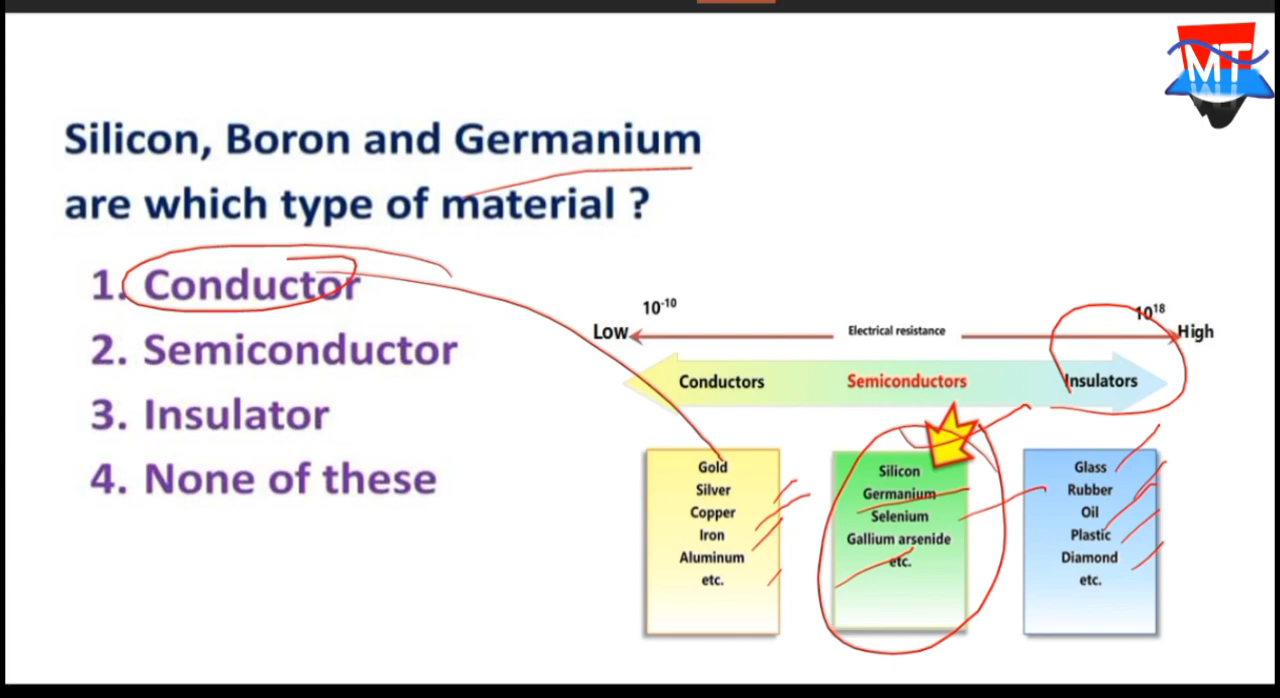 MT
Silicon, Boron and Germanium
are which type of material ?
1. Conductor
2. Semiconductor
3. Insulator
4. None of these
10-10
1018
Low
Electrical resistance
High
Conductors
Semiconductors
Insulators
Gold
Silver
Copper
Iron
Aluminum
etc.
Silicon
Germanium
Selenium
Gallium arsenide
etc.
Glass
Rubber
Oil
Plastic
Diamond
etc.